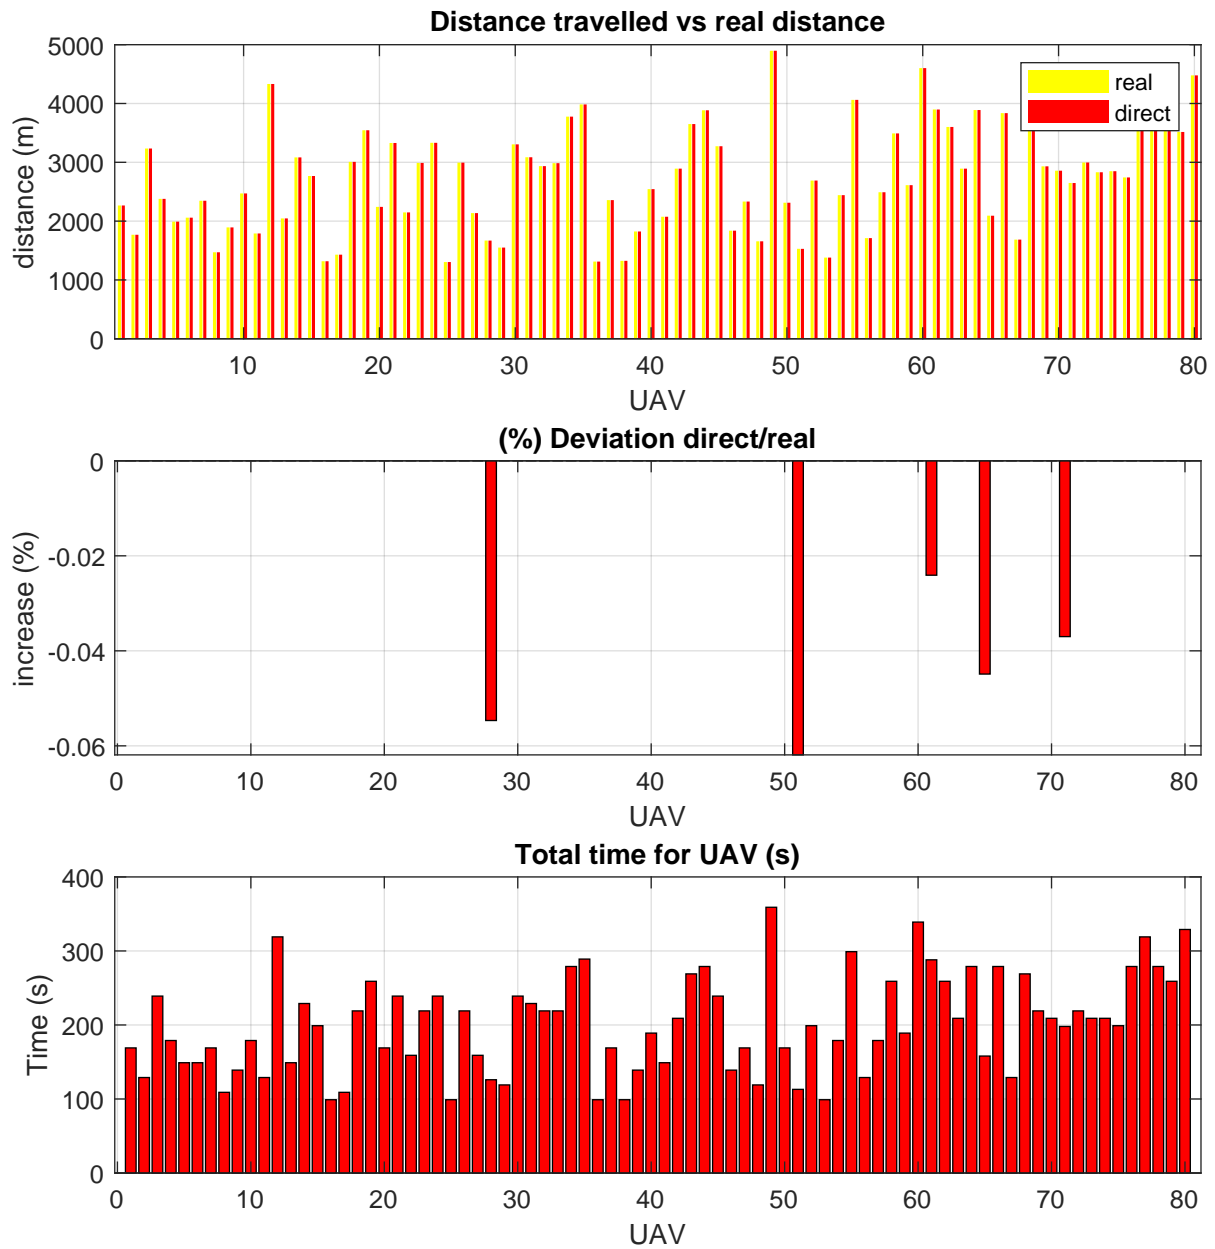 Distance travelled vs real distance
5000
4000
3000
2000
1000
0
distance (m)
real
direct
10 20 30 40 50 60 70 80
UAV
(%) Deviation direct/real
0
-0.02
-0.04
-0.06
increase (%)
0 10 20 30 40 50 60 70 80
UAV
Total time for UAV (s)
400
300
200
100
0
Time (s)
0 10 20 30 40 50 60 70 80
UAV